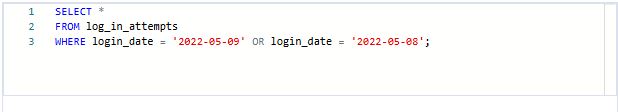 1 SELECT *
2 FROM log_in_attempts
3 WHERE login_date = '2022-05-09' OR login_date = '2022-05-08';